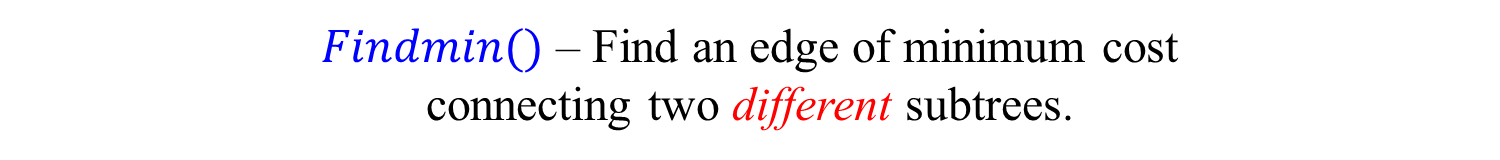 Findmin() – Find an edge of minimum cost
connecting two different subtrees.